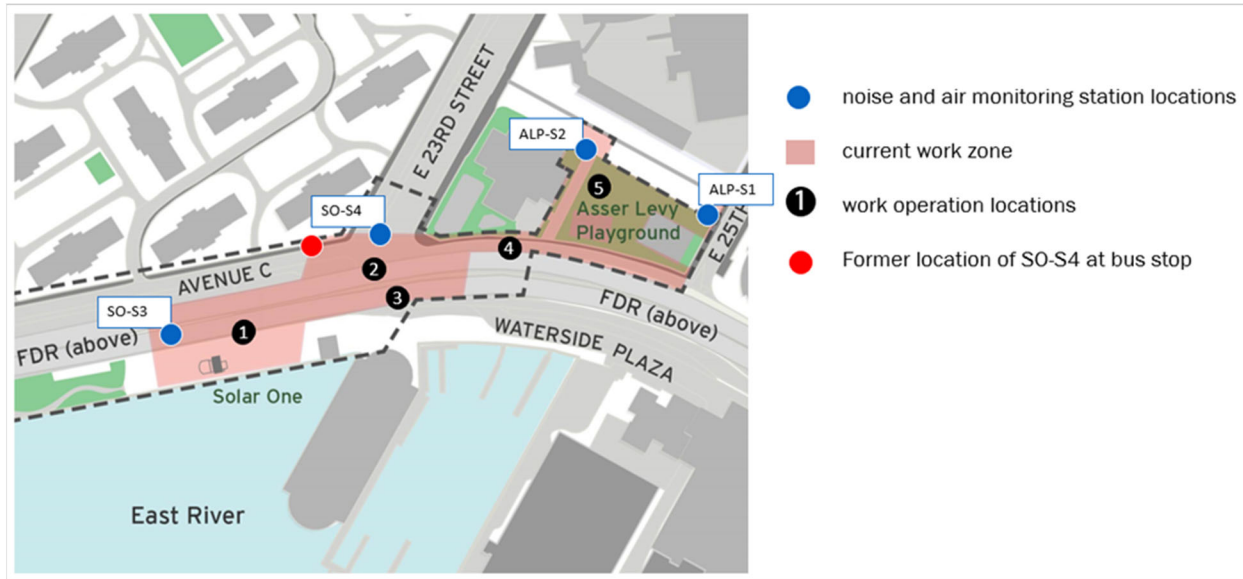 E 23RD STREET
ALP-S2
ALP-S1
5
Asser Levy
Playground
E 25TH
SO-S4
4
2
AVENUE C
3
SO-S3
1
FDR (above)
FDR (above)
WATERSIDE PLAZA
Solar One
East River
noise and air monitoring station locations
current work zone
1 work operation locations
Former location of SO-S4 at bus stop